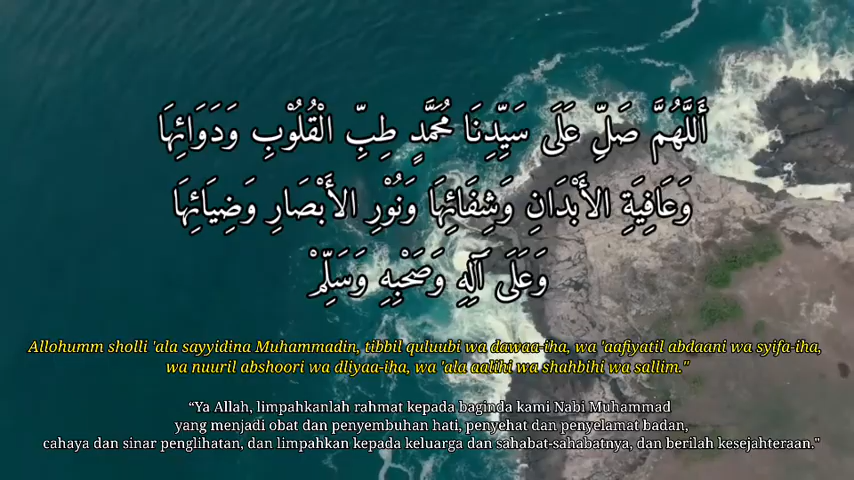 أَللَّهُمَّ صَلِّ عَلَى سَيِّدِنَا مُحَمَّدٍ طِبِّ الْقُلُوْبِ وَدَوَائِهَا
وَعَافِيَةِ الأَبْدَانِ وَشِفَائِهَا وَنُوْرِ الأَبْصَارِ وَضِيَائِهَا
وَعَلَى آلِهِ وَصَحْبِهِ وَسَلِّمْ
Allohumm sholli 'ala sayyidina Muhammadin, tibbil quluubi wa dawaa-iha, wa 'aafiyatil abdaani wa syifa-iha,
wa nuuril abshoori wa dliyaa-iha, wa 'ala aalihi wa shahbihi wa sallim."
“Ya Allah, limpahkanlah rahmat kepada baginda kami Nabi Muhammad
yang menjadi obat dan penyembuhan hati, penyehat dan penyelamat badan,
cahaya dan sinar penglihatan, dan limpahkan kepada keluarga dan sahabat-sahabatnya, dan berilah kesejahteraan."